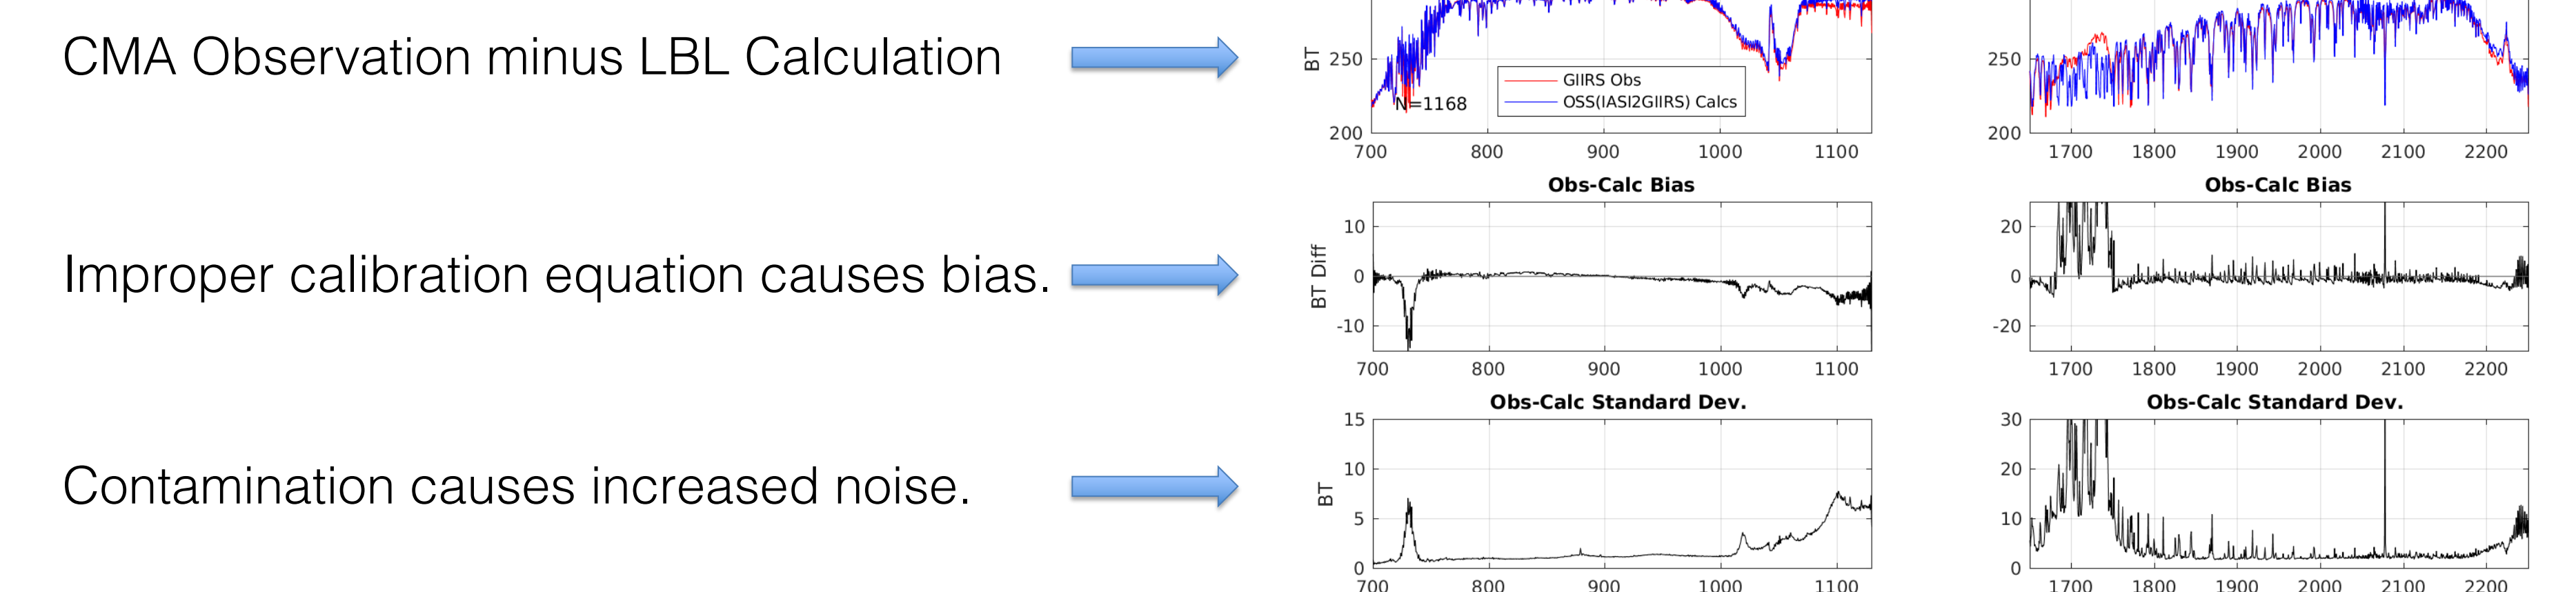 CMA Observation minus LBL Calculation
BT
250
200
N=1168
GIIRS Obs
OSS(IASI2GIIRS) Calcs
700 800 900 1000 1100
250
200
1700 1800 1900 2000 2100 2200
Improper calibration equation causes bias.
Obs-Calc Bias
BT Diff
10
0
-10
700 800 900 1000 1100
Obs-Calc Bias
20
0
-20
1700 1800 1900 2000 2100 2200
Contamination causes increased noise.
Obs-Calc Standard Dev.
BT
15
10
5
0
700 800 900 1000 1100
Obs-Calc Standard Dev.
30
20
10
0
1700 1800 1900 2000 2100 2200